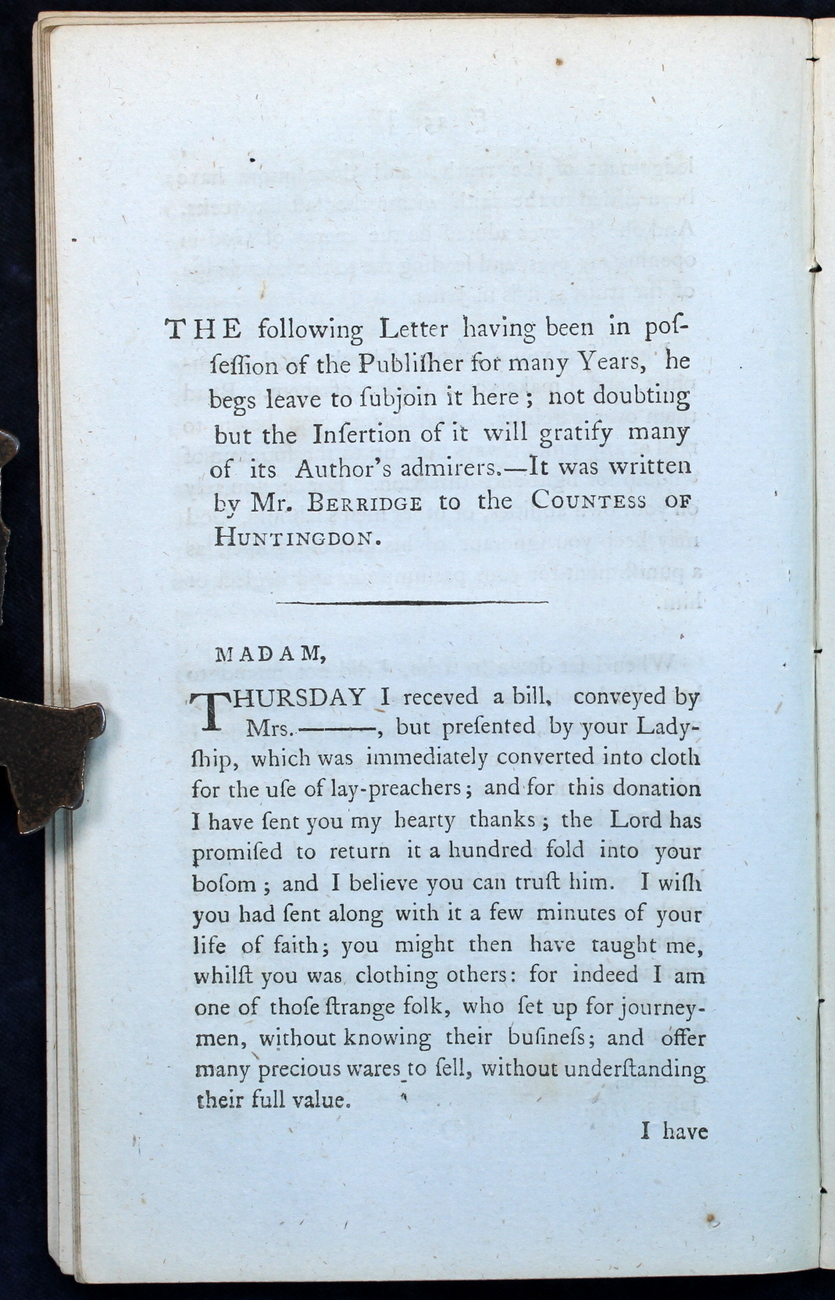 THE following Letter having been in poſ-
ſeſſion of the Publiſher for many Years, he
begs leave to ſubjoin it here ; not doubting
but the Inſertion of it will gratify many
of its Author's admirers.—It was written
by Mr. BERRIDGE to the COUNTESS OF
HUNTINGDON.
MADAM,
THURSDAY I receved a bill, conveyed by
Mrs.———, but preſented by your Lady-
ſhip, which was immediately converted into cloth
for the uſe of lay-preachers ; and for this donation
I have ſent you my hearty thanks ; the Lord has
promiſed to return it a hundred fold into your
boſom ; and I believe you can truſt him. I wiſh
you had ſent along with it a few minutes of your
life of faith; you might then have taught me,
whilſt you was clothing others: for indeed I am
one of thoſe ſtrange folk, who ſet up for journey-
men, without knowing their buſineſs; and offer
many precious wares to ſell, without underſtanding
their full value.
I have